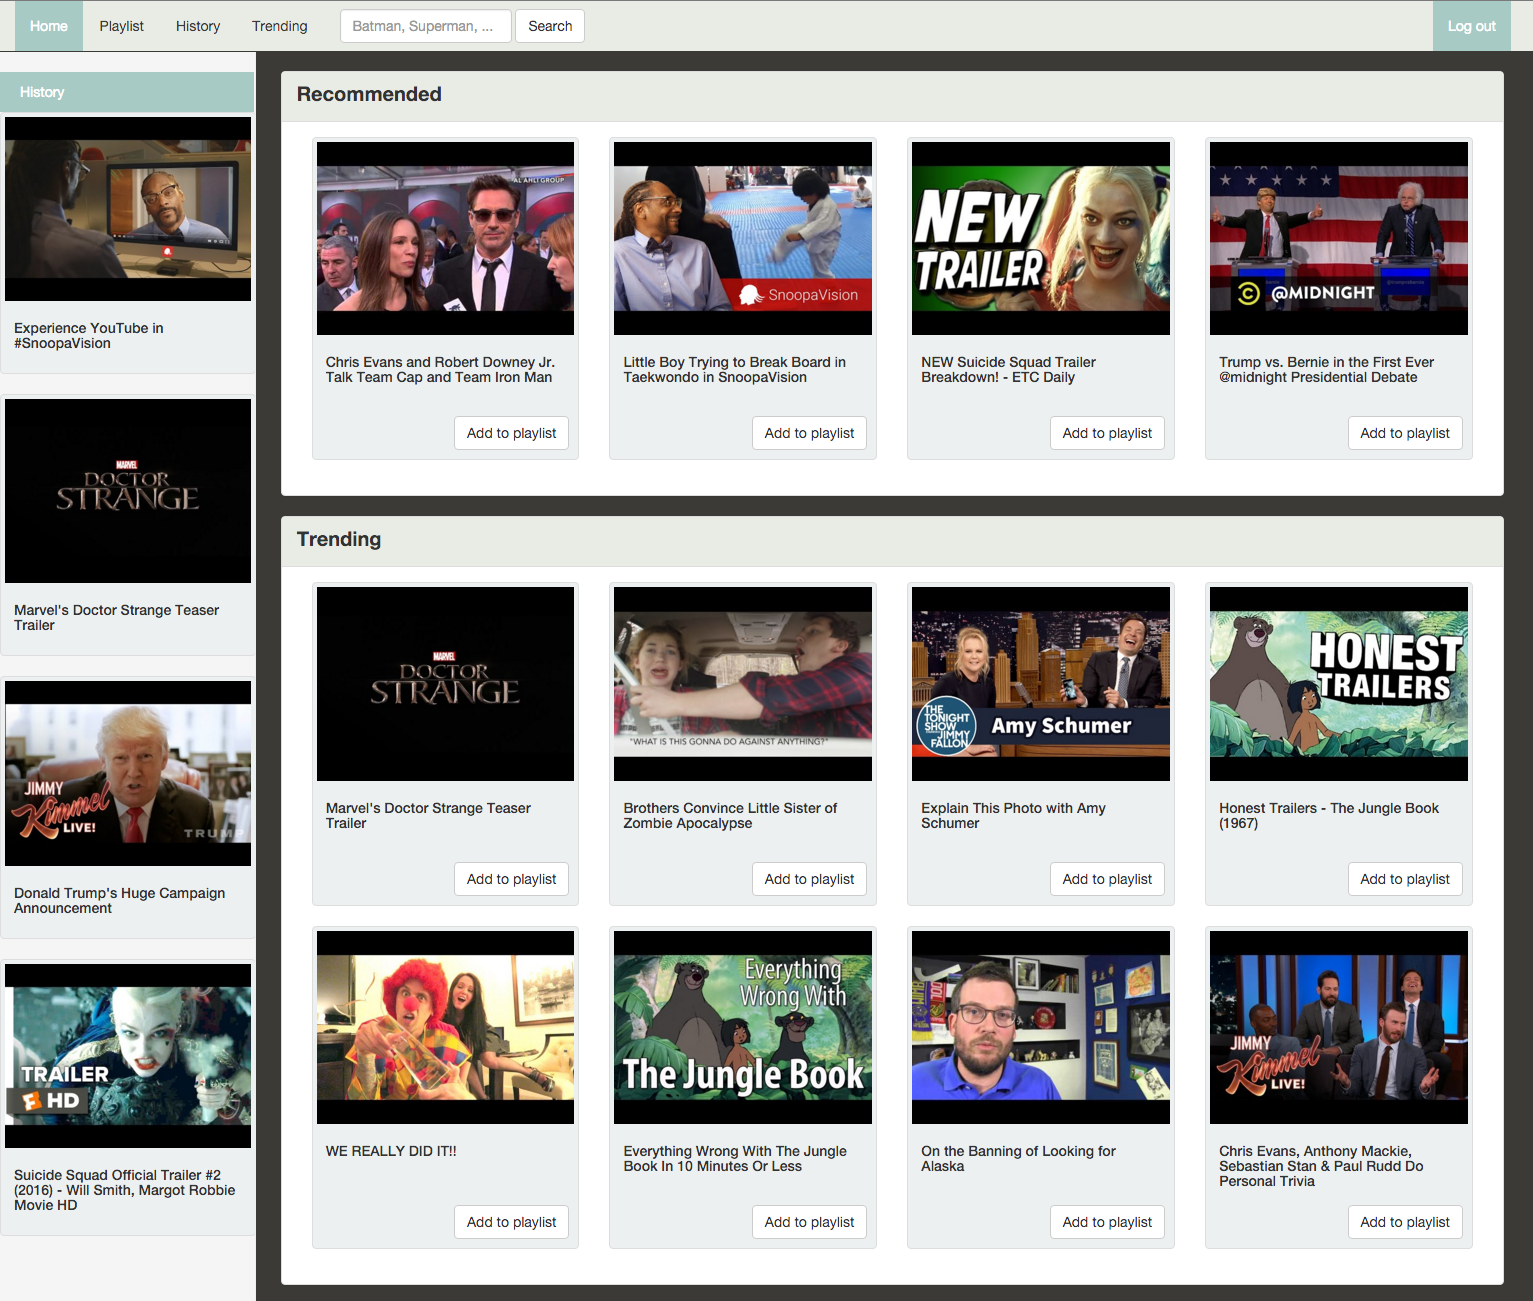 Home
Playlist
History
Trending
Batman, Superman, ...
Search
Log out
History
Experience YouTube in
#SnoopaVision
MARVEL
DOCTOR
STRANGE
Marvel's Doctor Strange Teaser
Trailer
JIMMY
Kimmel
LIVE!
TRUMP
Donald Trump's Huge Campaign
Announcement
TRAILER
E HD
Suicide Squad Official Trailer #2
(2016) - Will Smith, Margot Robbie
Movie HD
Recommended
AL AHLI GROUP
Chris Evans and Robert Downey Jr.
Talk Team Cap and Team Iron Man
Add to playlist
SnoopaVision
Little Boy Trying to Break Board in
Taekwondo in SnoopaVision
Add to playlist
NEW
TRAILER
NEW Suicide Squad Trailer
Breakdown! - ETC Daily
Add to playlist
@MIDNIGHT
Trump vs. Bernie in the First Ever
@midnight Presidential Debate
Add to playlist
Trending
MARVEL
DOCTOR
STRANGE
Marvel's Doctor Strange Teaser
Trailer
Add to playlist
"WHAT IS THIS GONNA DO AGAINST ANYTHING?"
Brothers Convince Little Sister of
Zombie Apocalypse
Add to playlist
THE
TONIGHT
SHOW
JIMMY
FALLON
Amy Schumer
Explain This Photo with Amy
Schumer
Add to playlist
HONEST
TRAILERS
Honest Trailers - The Jungle Book
(1967)
Add to playlist
WE REALLY DID IT!!
Add to playlist
Everything
Wrong With
The Jungle Book
Everything Wrong With The Jungle
Book In 10 Minutes Or Less
Add to playlist
On the Banning of Looking for
Alaska
Add to playlist
JIMMY
Kimmel
LIVE!
Chris Evans, Anthony Mackie,
Sebastian Stan & Paul Rudd Do
Personal Trivia
Add to playlist